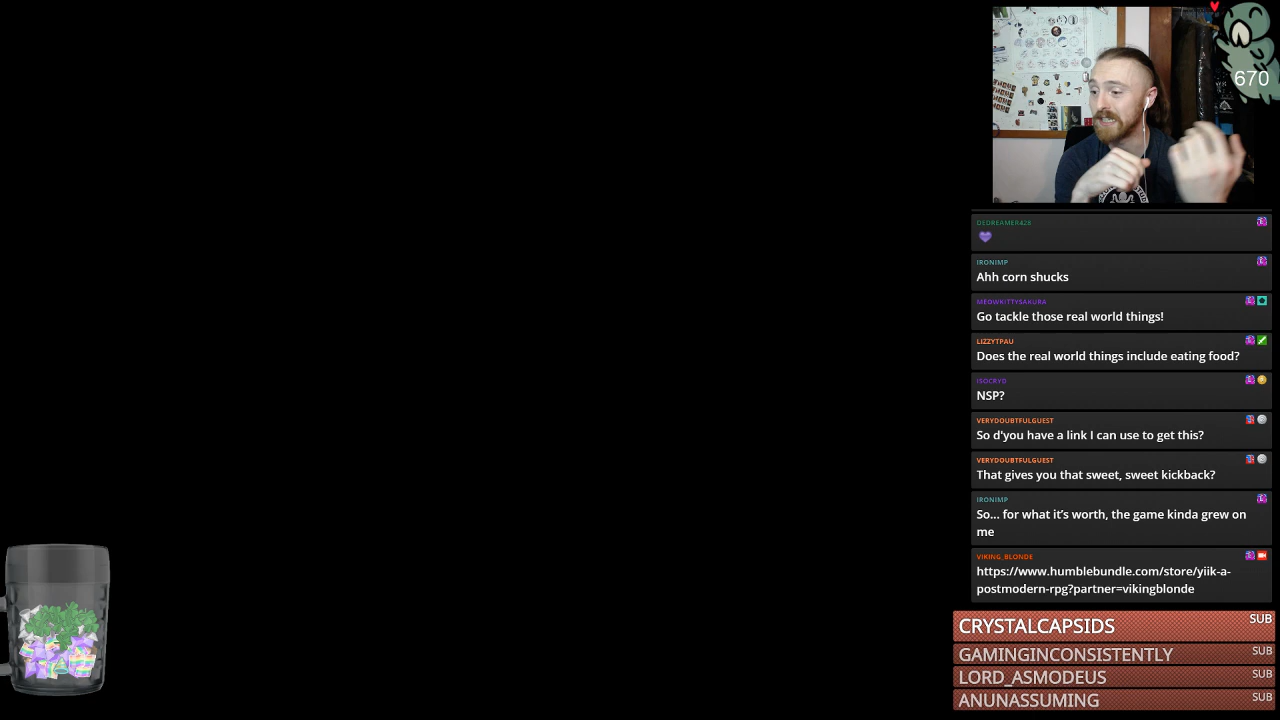 670
DEDREAMER428
IRONIMP
Ahh corn shucks
MEOWKITTYSAKURA
Go tackle those real world things!
LIZZYTPAU
Does the real world things include eating food?
ISOCRYD
NSP?
VERYDOUBTFULGUEST
So d'you have a link I can use to get this?
VERYDOUBTFULGUEST
That gives you that sweet, sweet kickback?
IRONIMP
So... for what it's worth, the game kinda grew on
me
VIKING_BLONDE
https://www.humblebundle.com/store/yiik-a-
postmodern-rpg?partner=vikingblonde
CRYSTALCAPSIDS SUB
GAMINGINCONSISTENTLY SUB
LORD_ASMODEUS SUB
ANUNASSUMING SUB